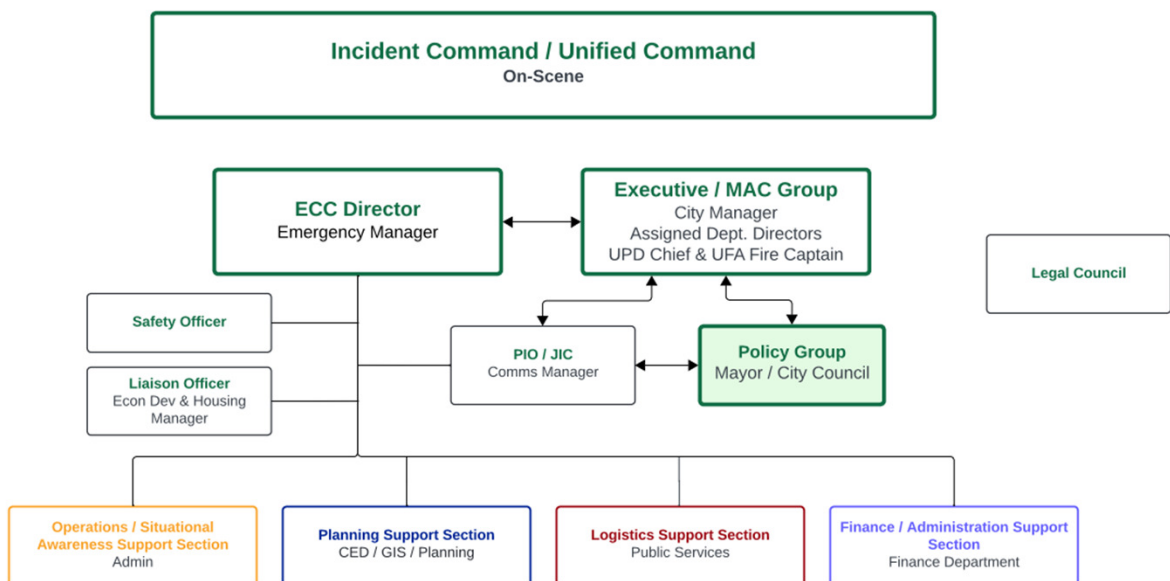 Incident Command / Unified Command
On-Scene
ECC Director
Emergency Manager
Executive / MAC Group
City Manager
Assigned Dept. Directors
UPD Chief & UFA Fire Captain
Legal Council
Safety Officer
PIO / JIC
Comms Manager
Policy Group
Mayor / City Council
Liaison Officer
Econ Dev & Housing
Manager
Operations / Situational
Awareness Support Section
Admin
Planning Support Section
CED / GIS / Planning
Logistics Support Section
Public Services
Finance / Administration Support
Section
Finance Department